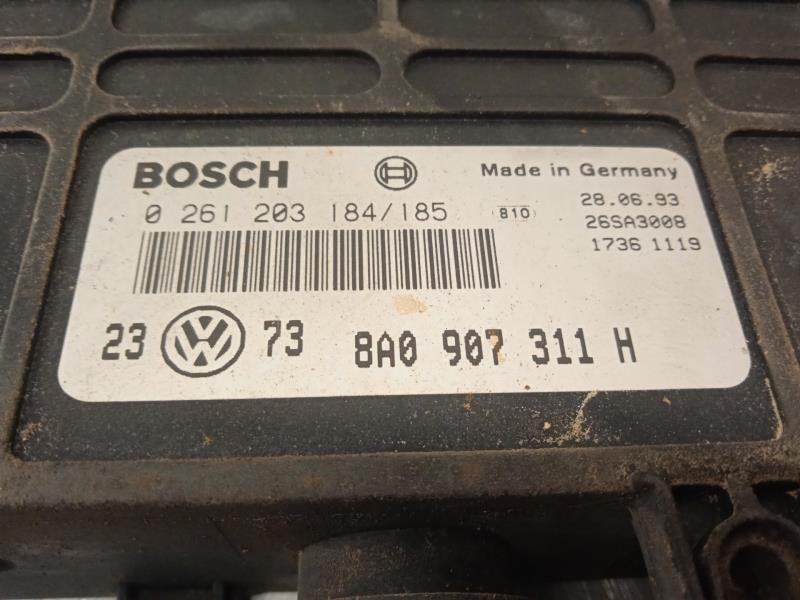 BOSCH Made in Germany
0 261 203 184/185 810 28.06.93
26SA3008
1736 1119
23 VW 73 8A0 907 311 H